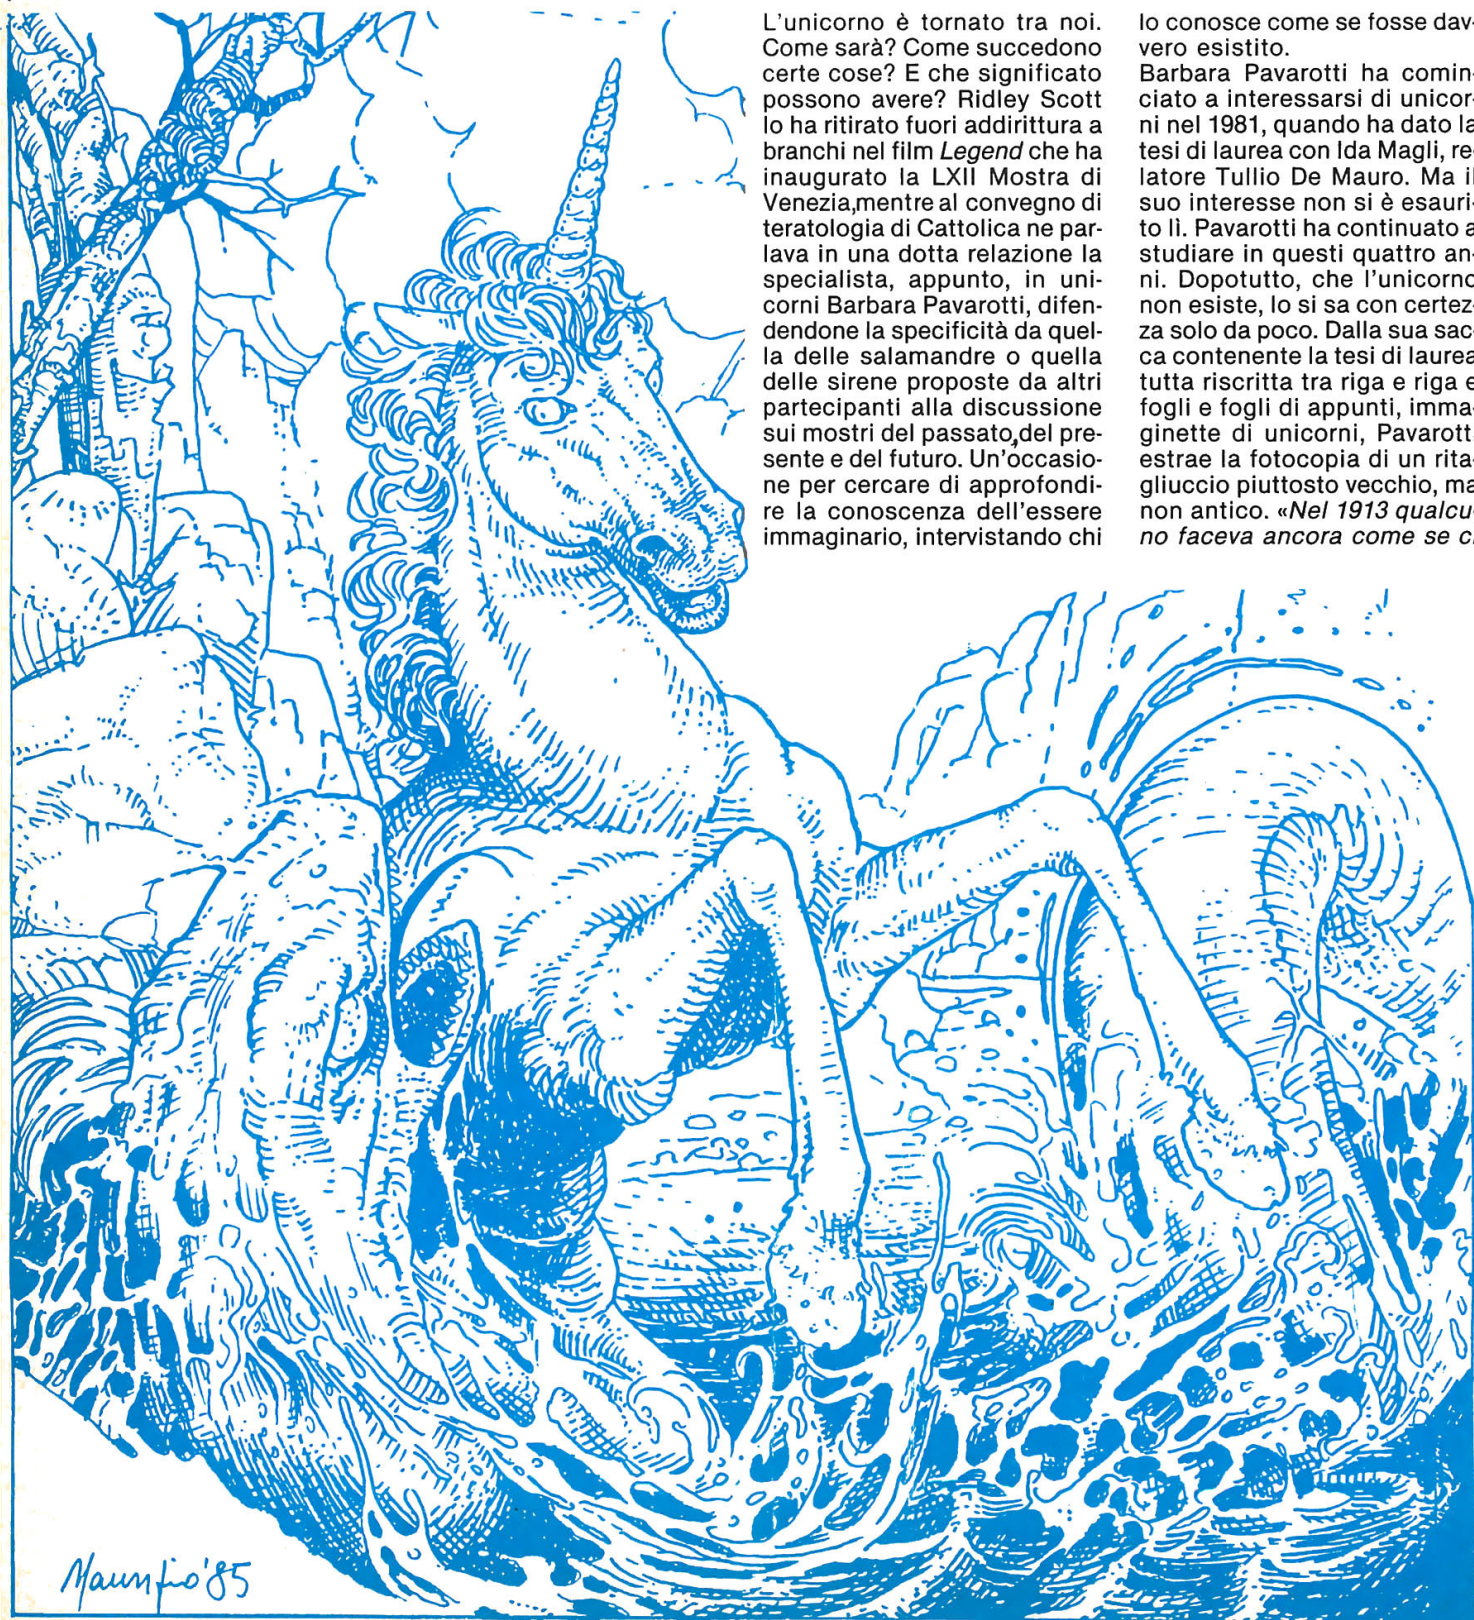 L'unicorno è tornato tra noi.
Come sarà? Come succedono
certe cose? E che significato
possono avere? Ridley Scott
lo ha ritirato fuori addirittura a
branchi nel film Legend che ha
inaugurato la LXII Mostra di
Venezia,mentre al convegno di
teratologia di Cattolica ne par-
lava in una dotta relazione la
specialista, appunto, in uni-
corni Barbara Pavarotti, difen-
dendone la specificità da quel-
la delle salamandre o quella
delle sirene proposte da altri
partecipanti alla discussione
sui mostri del passato,del pre-
sente e del futuro. Un'occasio-
ne per cercare di approfondi-
re la conoscenza dell'essere
immaginario, intervistando chi
lo conosce come se fosse dav-
vero esistito.
Barbara Pavarotti ha comin-
ciato a interessarsi di unicor-
ni nel 1981, quando ha dato la
tesi di laurea con Ida Magli, re-
latore Tullio De Mauro. Ma il
suo interesse non si è esauri-
to lì. Pavarotti ha continuato a
studiare in questi quattro an-
ni. Dopotutto, che l'unicorno
non esiste, lo si sa con certez-
za solo da poco. Dalla sua sac-
ca contenente la tesi di laurea
tutta riscritta tra riga e riga e
fogli e fogli di appunti, imma-
ginette di unicorni, Pavarotti
estrae la fotocopia di un rita-
gliuccio piuttosto vecchio, ma
non antico. «Nel 1913 qualcu-
no faceva ancora come se ci
Maurizio '85